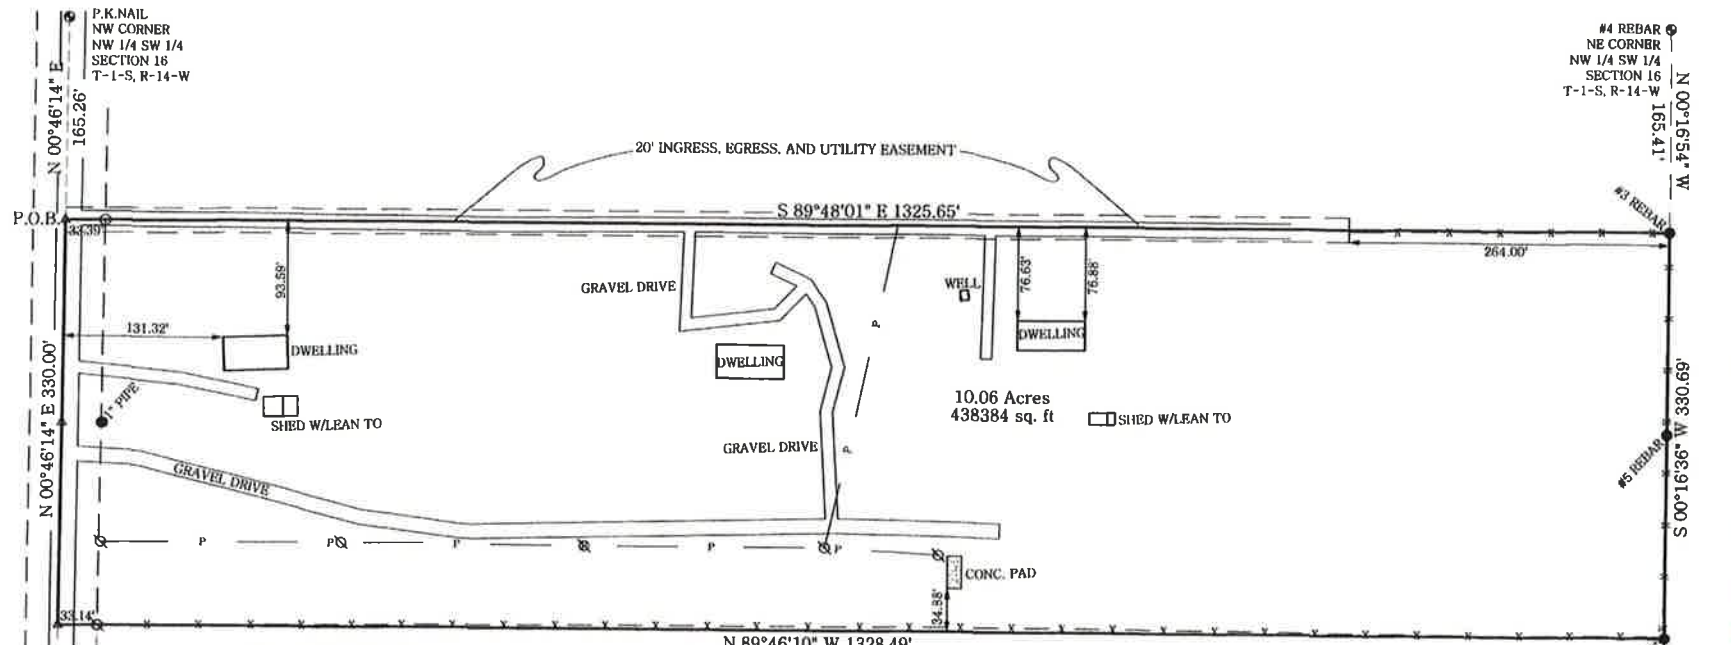 P.K.NAIL
NW CORNER
NW 1/4 SW 1/4
SECTION 16
T-1-S, R-14-W
#4 REBAR
NE CORNER
NW 1/4 SW 1/4
SECTION 16
T-1-S, R-14-W
N 00°46'14" E
165.26'
N 00°16'54" W
165.41'
20' INGRESS, EGRESS, AND UTILITY EASEMENT
#3 REBAR
P.O.B.
S 89°48'01" E 1325.65'
33.39'
264.00'
93.59'
76.63'
76.88'
GRAVEL DRIVE
WELL
131.32'
DWELLING
DWELLING
DWELLING
P
N 00°46'14" E 330.00'
1" PIPE
SHED W/LEAN TO
10.06 Acres
438384 sq. ft
SHED W/LEAN TO
S 00°16'36" W 330.69'
#5 REBAR
GRAVEL DRIVE
P
GRAVEL DRIVE
P
P
P
P
P
CONC. PAD
34.88'
33.14'
N 89°46'10" W 1328.49'